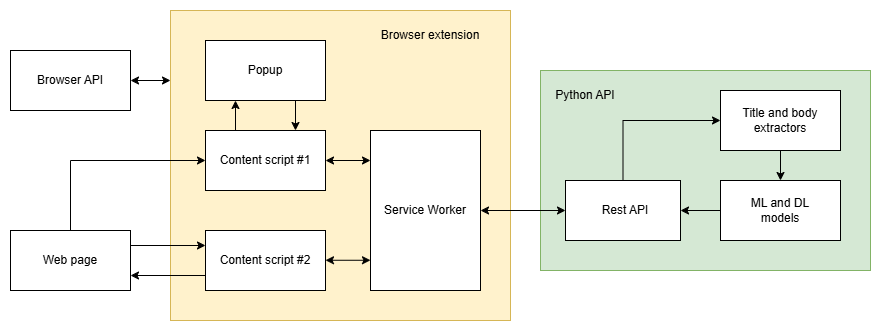 Browser extension
Browser API
Popup
Python API
Title and body
extractors
Content script #1
Service Worker
Rest API
ML and DL
models
Web page
Content script #2